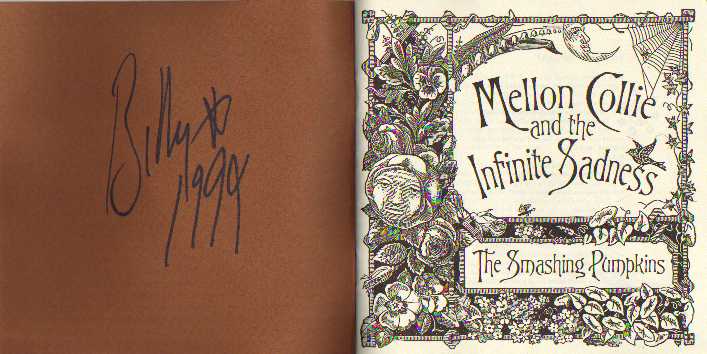 Billy
1999
Mellon Collie
and the
Infinite Sadness
The Smashing Pumpkins